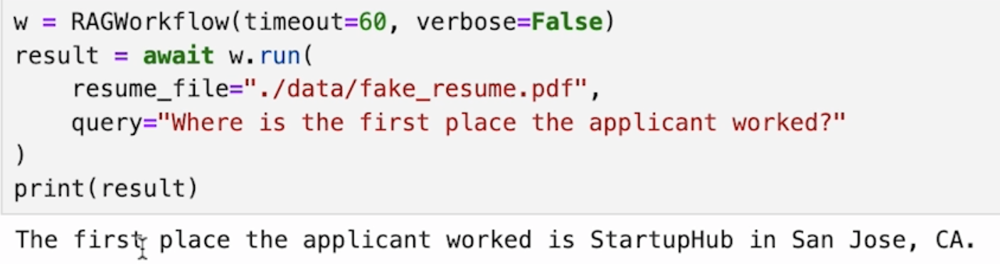 w = RAGWorkflow(timeout=60, verbose=False)
result = await w.run(
    resume_file="./data/fake_resume.pdf",
    query="Where is the first place the applicant worked?"
)
print(result)
The first place the applicant worked is StartupHub in San Jose, CA.